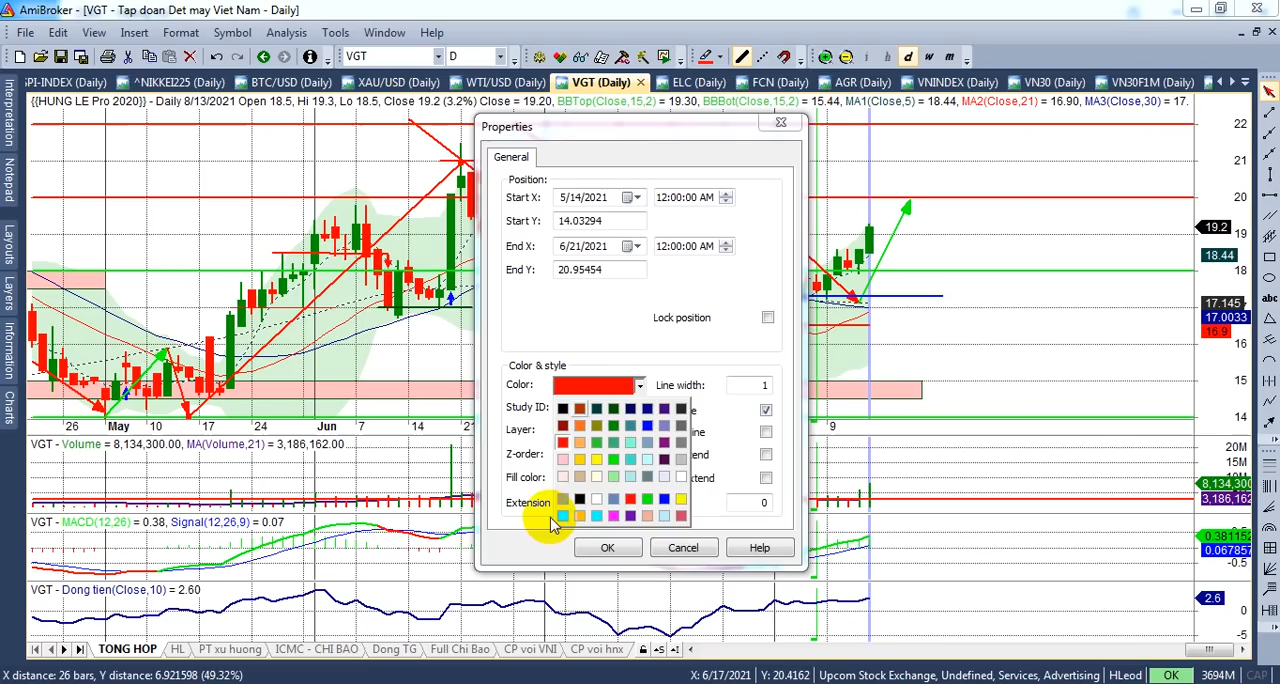 AmiBroker - [VGT - Tap doan Det may Viet Nam - Daily]
File Edit View Insert Format Symbol Analysis Tools Window Help
VGT D h d w m
PI-INDEX (Daily) ^NIKKEI225 (Daily) BTC/USD (Daily) XAU/USD (Daily) WTI/USD (Daily) VGT (Daily) ELC (Daily) FCN (Daily) AGR (Daily) VNINDEX (Daily) VN30 (Daily) VN30F1M (Daily)
{{HUNG LE Pro 2020}} - Daily 8/13/2021 Open 18.5, Hi 19.3, Lo 18.5, Close 19.2 (3.2%) Close = 19.20, BBTop(Close,15,2) = 19.30, BBBot(Close,15,2) = 15.44, MA1(Close,5) = 18.44, MA2(Close,21) = 16.90, MA3(Close,30) = 17.
Interpretation
Notepad
Layouts
Layers
Information
Charts
Properties
General
Position:
Start X: 5/14/2021 12:00:00 AM
Start Y: 14.03294
End X: 6/21/2021 12:00:00 AM
End Y: 20.95454
Lock position
Color & style
Color: Line width: 1
Study ID:
Layer:
Z-order:
Fill color:
Extension 0
OK Cancel Help
22
21
20
19.2
19
18.44
18
17.145
17.0033
16.9
16
15
14
abc
26 May 10 17 24 Jun 7 14 9
VGT - Volume = 8,134,300.00, MA(Volume,21) = 3,186,162.00
20M
15M
10M
8,134,300
3,186,162
VGT - MACD(12,26) = 0.38, Signal(12,26,9) = 0.07
0.381152
0.067857
-0.5
VGT - Dong tien(Close,10) = 2.60
2.6
0
-5
TONG HOP HL PT xu huong ICMC - CHI BAO Dong TG Full Chi Bao CP voi VNI CP voi hnx
X distance: 26 bars, Y distance: 6.921598 (49.32%) X: 6/17/2021 Y: 20.4162 Upcom Stock Exchange, Undefined, Services, Advertising HLeod OK 3694M CAP